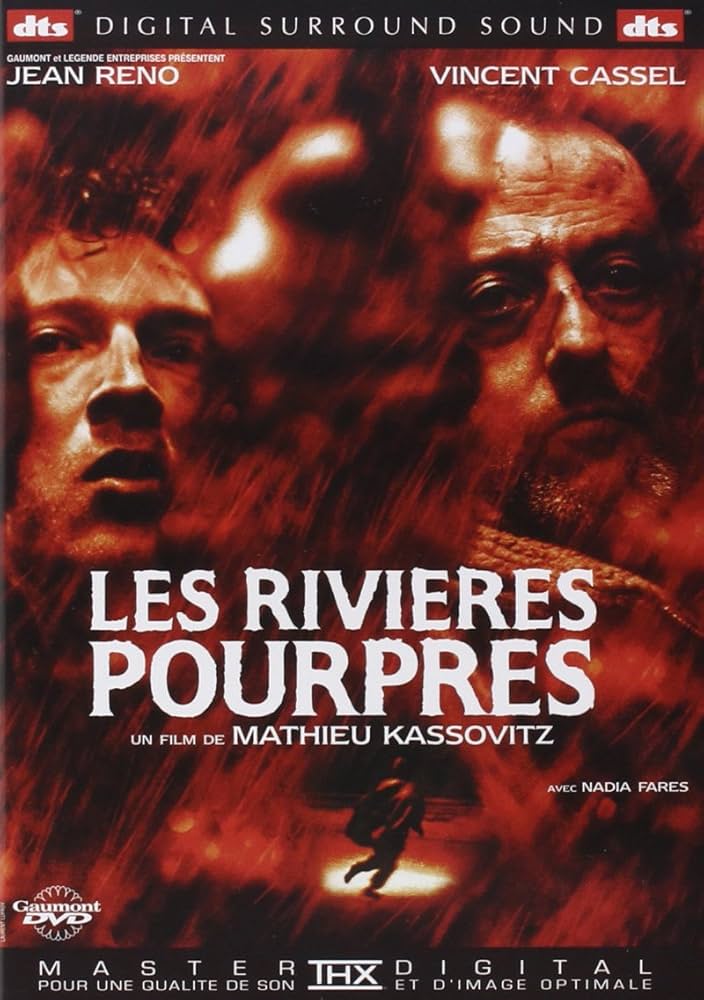 dts DIGITAL SURROUND SOUND dts
GAUMONT et LEGENDE ENTREPRISES PRÉSENTENT
JEAN RENO VINCENT CASSEL
LES RIVIERES
POURPRES
UN FILM DE MATHIEU KASSOVITZ
AVEC NADIA FARES
Gaumont
DVD
MASTER THX DIGITAL
POUR UNE QUALITE DE SON ET D'IMAGE OPTIMALE